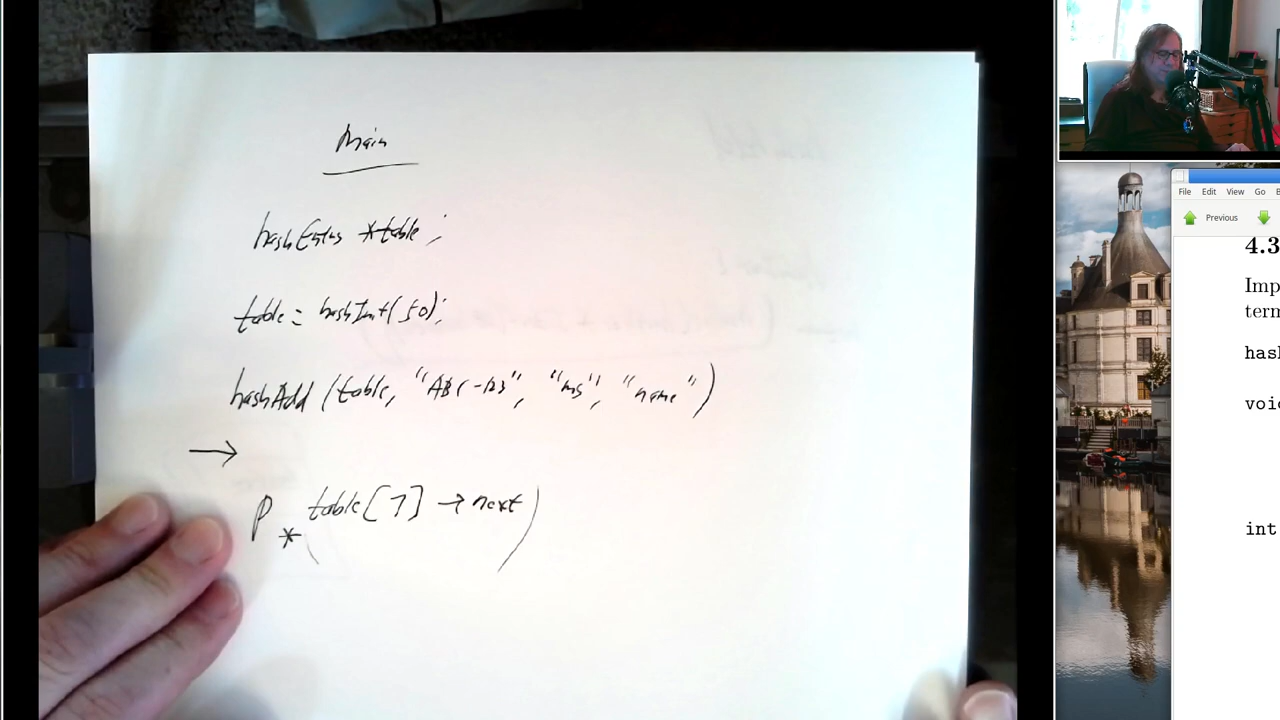 Main
hashEntry *table;
table = hashInit(50);
hashAdd (table, "ABC-123", "ms", "name")
→
p *(table[7] → next)
File Edit View Go
Previous
4.3
Imp
term
hash
void
int